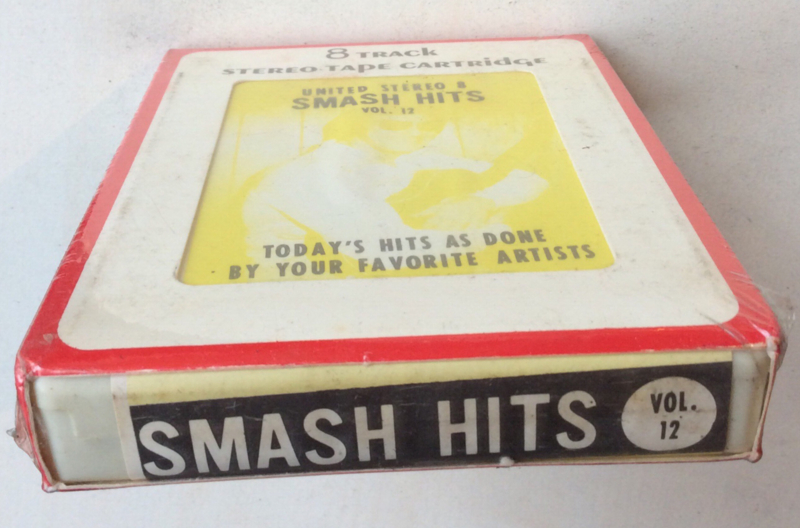 8 TRACK
STEREO TAPE CARTRIDGE
UNITED STEREO 8
SMASH HITS
VOL. 12
TODAY'S HITS AS DONE
BY YOUR FAVORITE ARTISTS
SMASH HITS
VOL.
12